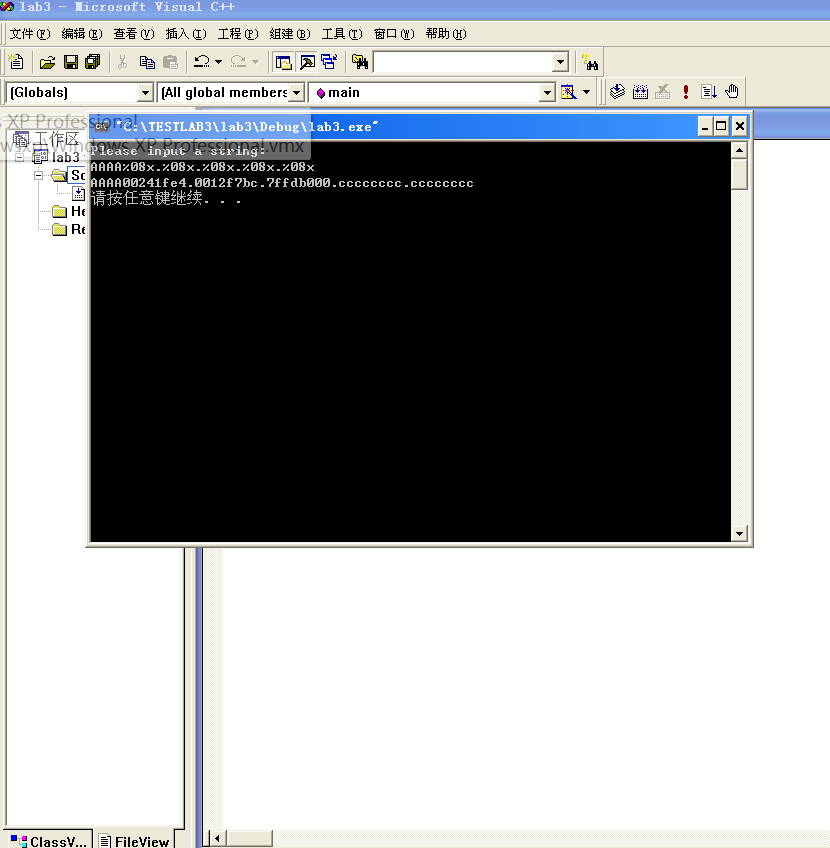 lab3 - Microsoft Visual C++
文件(F) 编辑(E) 查看(V) 插入(I) 工程(P) 组建(B) 工具(T) 窗口(W) 帮助(H)
(Globals) (All global members main
s XP Professional
"C:\TESTLAB3\lab3\Debug\lab3.exe"
工作区
wsxp\Windows XP Professional.vmx
lab3
Please input a string:
AAAA%08x.%08x.%08x.%08x.%08x
AAAA00241fe4.0012f7bc.7ffdb000.cccccccc.cccccccc
请按任意键继续. . .
So
He
Re
ClassV... FileView